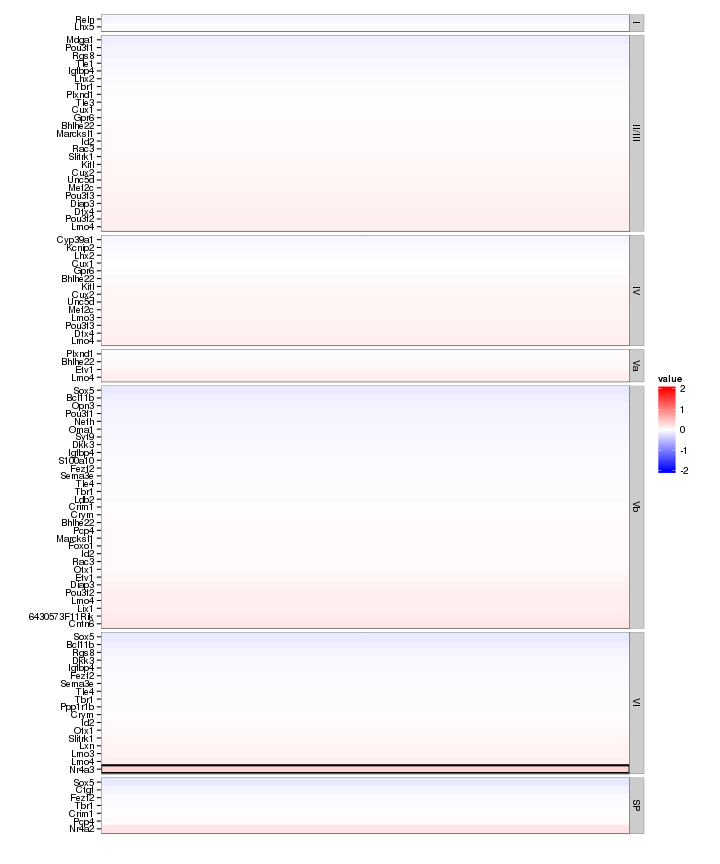 Reln
Lhx5
I
Mdga1
Pou3f1
Rgs8
Tle1
Igfbp4
Lhx2
Tbr1
Plxnd1
Tle3
Cux1
Gpr6
Bhlhe22
Marcksl1
Id2
Rac3
Slitrk1
Kitl
Cux2
Unc5d
Mef2c
Pou3f3
Diap3
Dtx4
Pou3f2
Lmo4
II/III
Cyp39a1
Kcnip2
Lhx2
Cux1
Gpr6
Bhlhe22
Kitl
Cux2
Unc5d
Mef2c
Lmo3
Pou3f3
Dtx4
Lmo4
IV
Plxnd1
Bhlhe22
Etv1
Lmo4
Va
Sox5
Bcl11b
Opn3
Pou3f1
Nefh
Oma1
Syt9
Dkk3
Igfbp4
S100a10
Fezf2
Sema3e
Tle4
Tbr1
Ldb2
Crim1
Crym
Bhlhe22
Pcp4
Marcksl1
Foxo1
Id2
Rac3
Otx1
Etv1
Diap3
Pou3f2
Lmo4
Lix1
6430573F11Rik
Cntn6
Vb
Sox5
Bcl11b
Rgs8
Dkk3
Igfbp4
Fezf2
Sema3e
Tle4
Tbr1
Ppp1r1b
Crym
Id2
Otx1
Slitrk1
Lxn
Lmo3
Lmo4
Nr4a3
VI
Sox5
Ctgf
Fezf2
Tbr1
Crim1
Pcp4
Nr4a2
SP
value
2
1
0
-1
-2